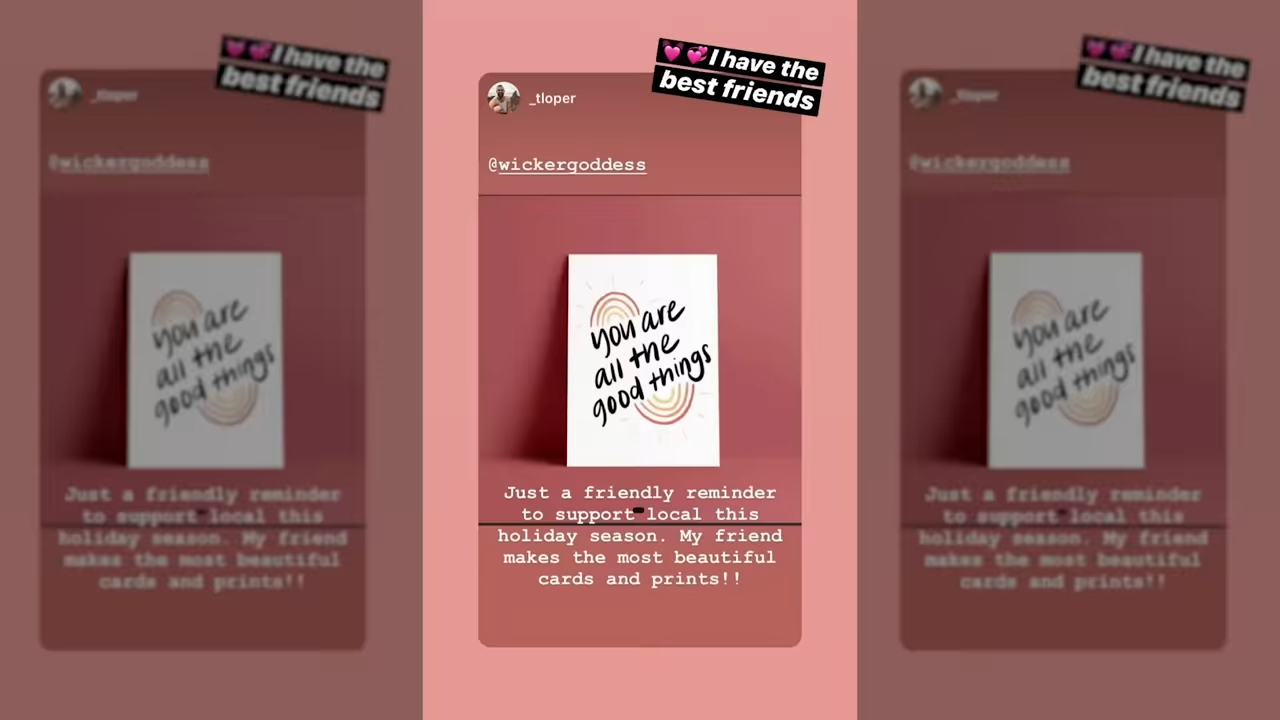 💗💞I have the
best friends
_tloper
@wickergoddess
you are
all the
good things
Just a friendly reminder
to support local this
holiday season. My friend
makes the most beautiful
cards and prints!!